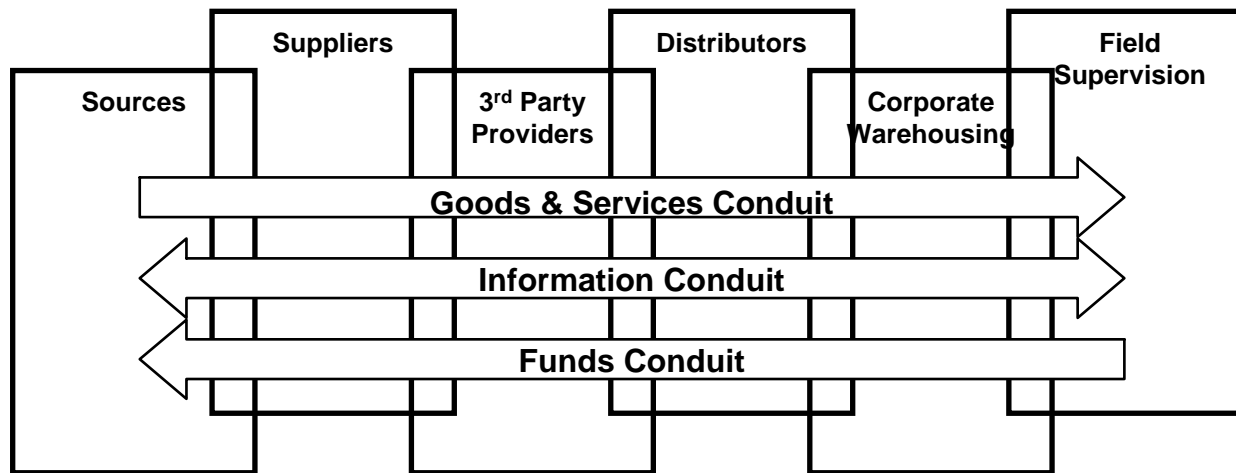 Suppliers
Distributors
Field
Supervision
Sources
3rd Party
Providers
Corporate
Warehousing
Goods & Services Conduit
Information Conduit
Funds Conduit